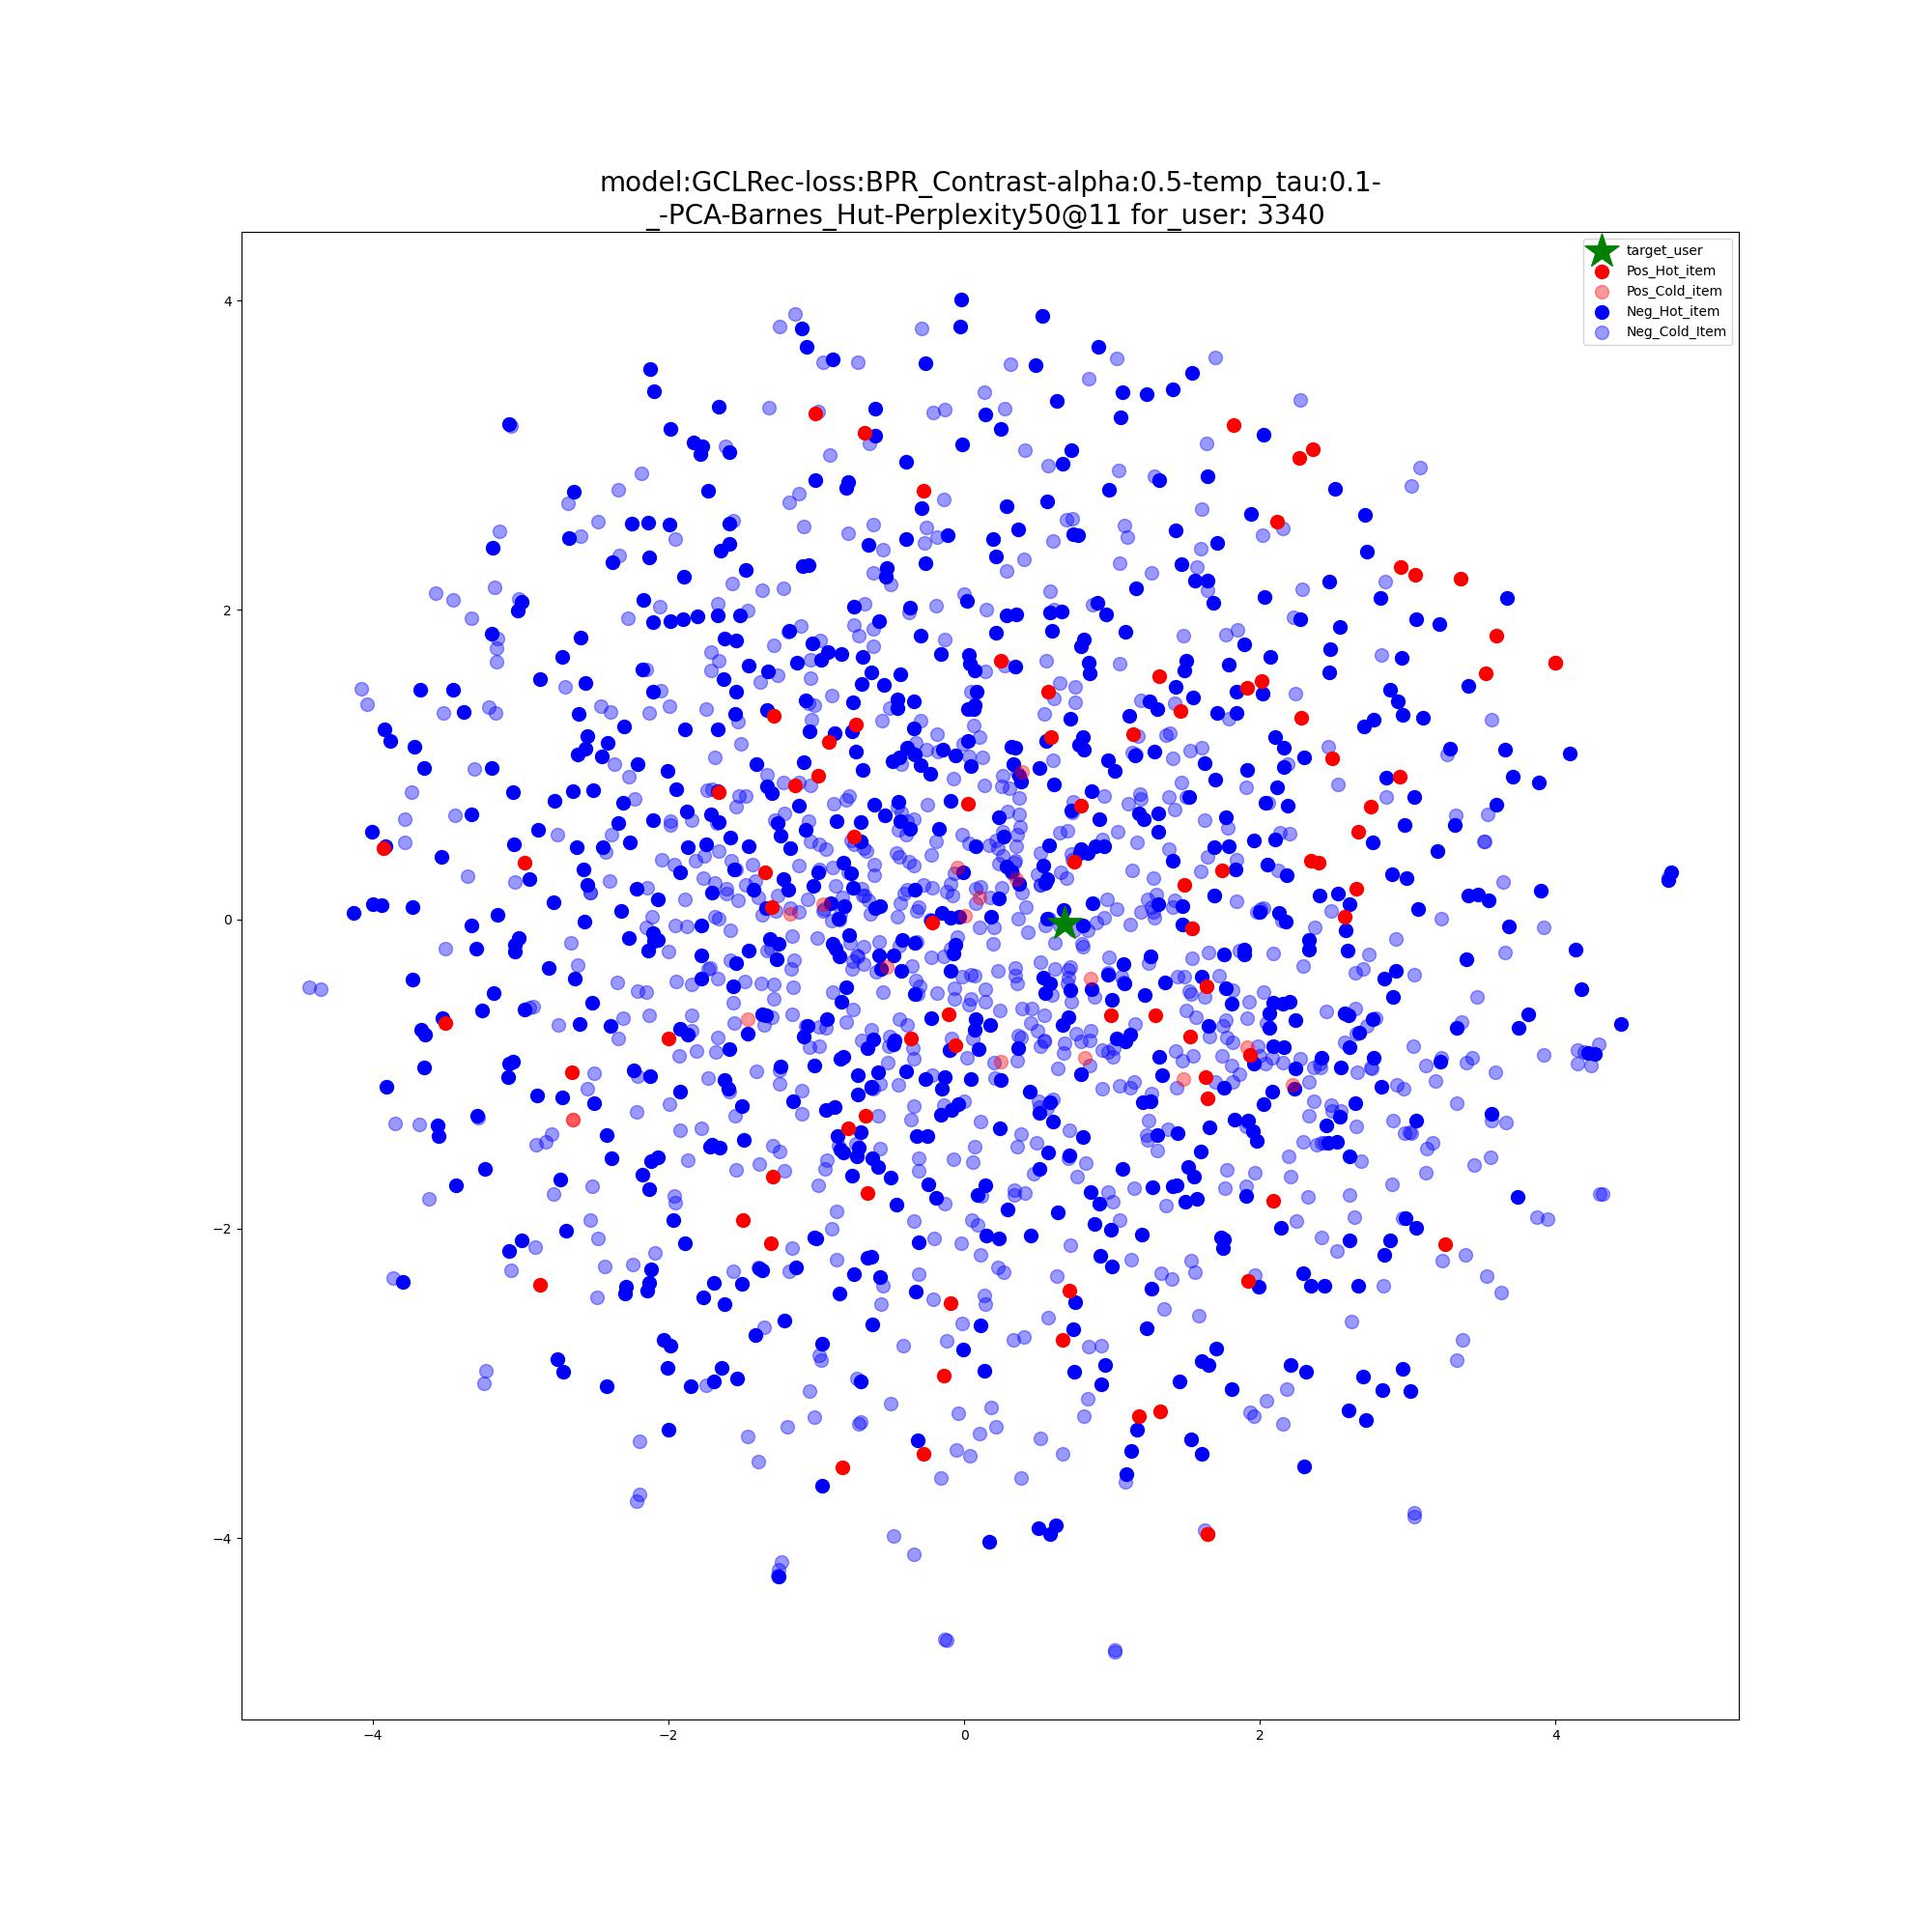 model:GCLRec-loss:BPR_Contrast-alpha:0.5-temp_tau:0.1-
_-PCA-Barnes_Hut-Perplexity50@11 for_user: 3340
target_user
Pos_Hot_item
Pos_Cold_item
Neg_Hot_item
Neg_Cold_Item
4
2
0
−2
−4
−4
−2
0
2
4